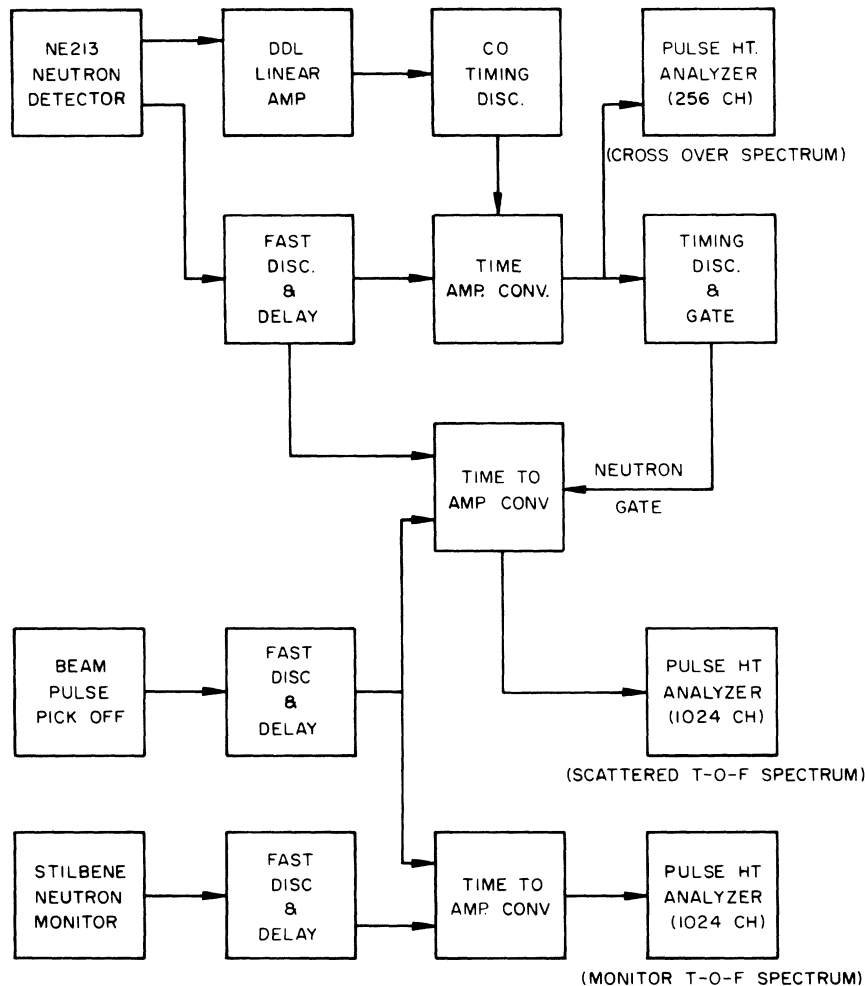 NE213
NEUTRON
DETECTOR
DDL
LINEAR
AMP
CO
TIMING
DISC.
PULSE HT.
ANALYZER
(256 CH)
(CROSS OVER SPECTRUM)
FAST
DISC.
&
DELAY
TIME
AMP. CONV.
TIMING
DISC.
&
GATE
TIME TO
AMP CONV
NEUTRON
GATE
BEAM
PULSE
PICK OFF
FAST
DISC
&
DELAY
PULSE HT
ANALYZER
(1024 CH)
(SCATTERED T-O-F SPECTRUM)
STILBENE
NEUTRON
MONITOR
FAST
DISC
&
DELAY
TIME TO
AMP. CONV
PULSE HT
ANALYZER
(1024 CH)
(MONITOR T-O-F SPECTRUM)